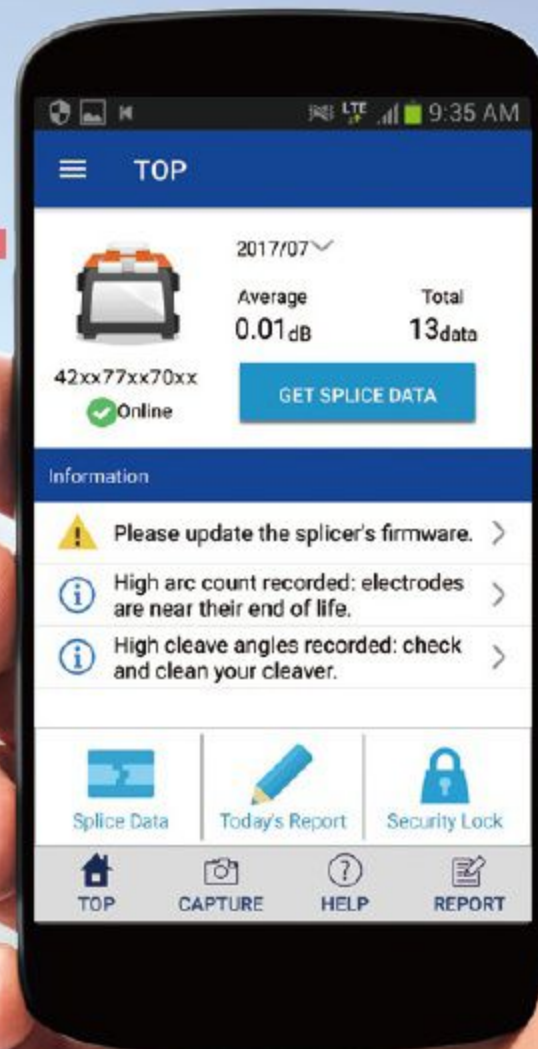 LTE 9:35 AM
TOP
2017/07
Average Total
0.01dB 13data
42xx77xx70xx
Online
GET SPLICE DATA
Information
Please update the splicer's firmware.
High arc count recorded: electrodes
are near their end of life.
High cleave angles recorded: check
and clean your cleaver.
Splice Data Today's Report Security Lock
TOP CAPTURE HELP REPORT